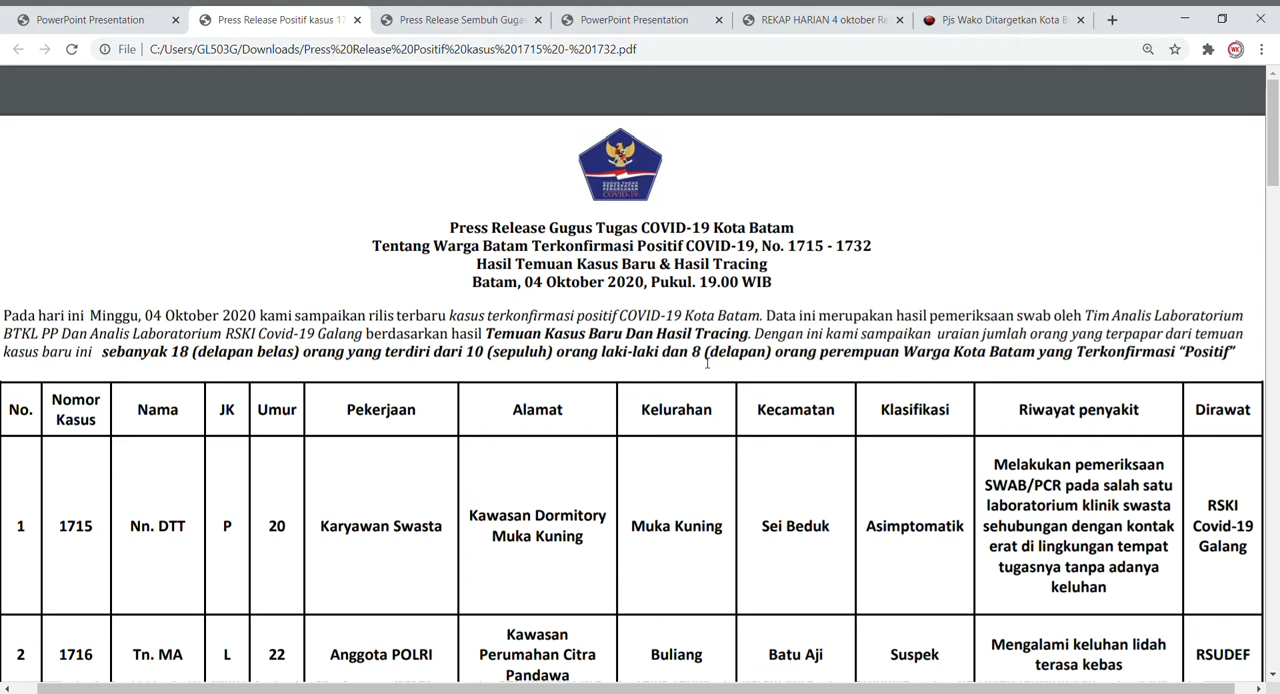 PowerPoint Presentation
Press Release Positif kasus 17
Press Release Sembuh Gugas
PowerPoint Presentation
REKAP HARIAN 4 oktober Re
Pjs Wako Ditargetkan Kota B
File
C:/Users/GL503G/Downloads/Press%20Release%20Positif%20kasus%201715%20-%201732.pdf
WK
GUGUS TUGAS
PERCEPATAN
PENANGANAN
COVID-19
Press Release Gugus Tugas COVID-19 Kota Batam
Tentang Warga Batam Terkonfirmasi Positif COVID-19, No. 1715 - 1732
Hasil Temuan Kasus Baru & Hasil Tracing
Batam, 04 Oktober 2020, Pukul. 19.00 WIB
Pada hari ini Minggu, 04 Oktober 2020 kami sampaikan rilis terbaru kasus terkonfirmasi positif COVID-19 Kota Batam. Data ini merupakan hasil pemeriksaan swab oleh Tim Analis Laboratorium
BTKL PP Dan Analis Laboratorium RSKI Covid-19 Galang berdasarkan hasil Temuan Kasus Baru Dan Hasil Tracing. Dengan ini kami sampaikan uraian jumlah orang yang terpapar dari temuan
kasus baru ini sebanyak 18 (delapan belas) orang yang terdiri dari 10 (sepuluh) orang laki-laki dan 8 (delapan) orang perempuan Warga Kota Batam yang Terkonfirmasi “Positif”
No. Nomor Kasus Nama JK Umur Pekerjaan Alamat Kelurahan Kecamatan Klasifikasi Riwayat penyakit Dirawat
1 1715 Nn. DTT P 20 Karyawan Swasta
Kawasan Dormitory
Muka Kuning
Muka Kuning Sei Beduk Asimptomatik
Melakukan pemeriksaan
SWAB/PCR pada salah satu
laboratorium klinik swasta
sehubungan dengan kontak
erat di lingkungan tempat
tugasnya tanpa adanya
keluhan
RSKI
Covid-19
Galang
2 1716 Tn. MA L 22 Anggota POLRI
Kawasan
Perumahan Citra
Pandawa
Buliang Batu Aji Suspek
Mengalami keluhan lidah
terasa kebas
RSUDEF